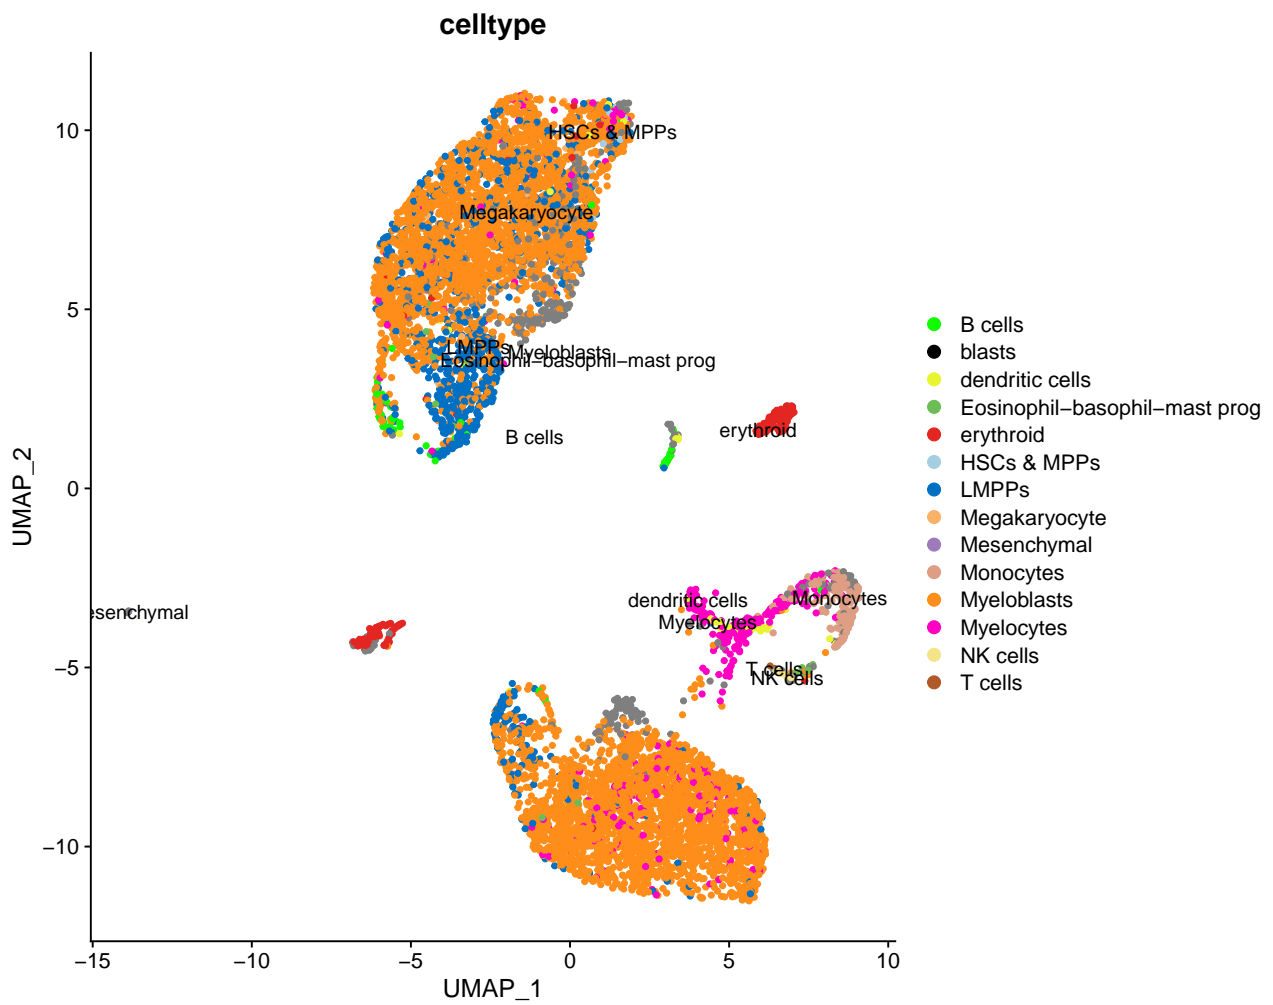 celltype
10
HSCs & MPPs
Megakaryocyte
5
LMPPs
Myeloblasts
Eosinophil−basophil−mast prog
B cells
erythroid
0
UMAP_2
esenchymal
dendritic cells
Monocytes
Myelocytes
−5
T cells
NK cells
−10
−15
−10
−5
0
5
10
UMAP_1
B cells
blasts
dendritic cells
Eosinophil−basophil−mast prog
erythroid
HSCs & MPPs
LMPPs
Megakaryocyte
Mesenchymal
Monocytes
Myeloblasts
Myelocytes
NK cells
T cells